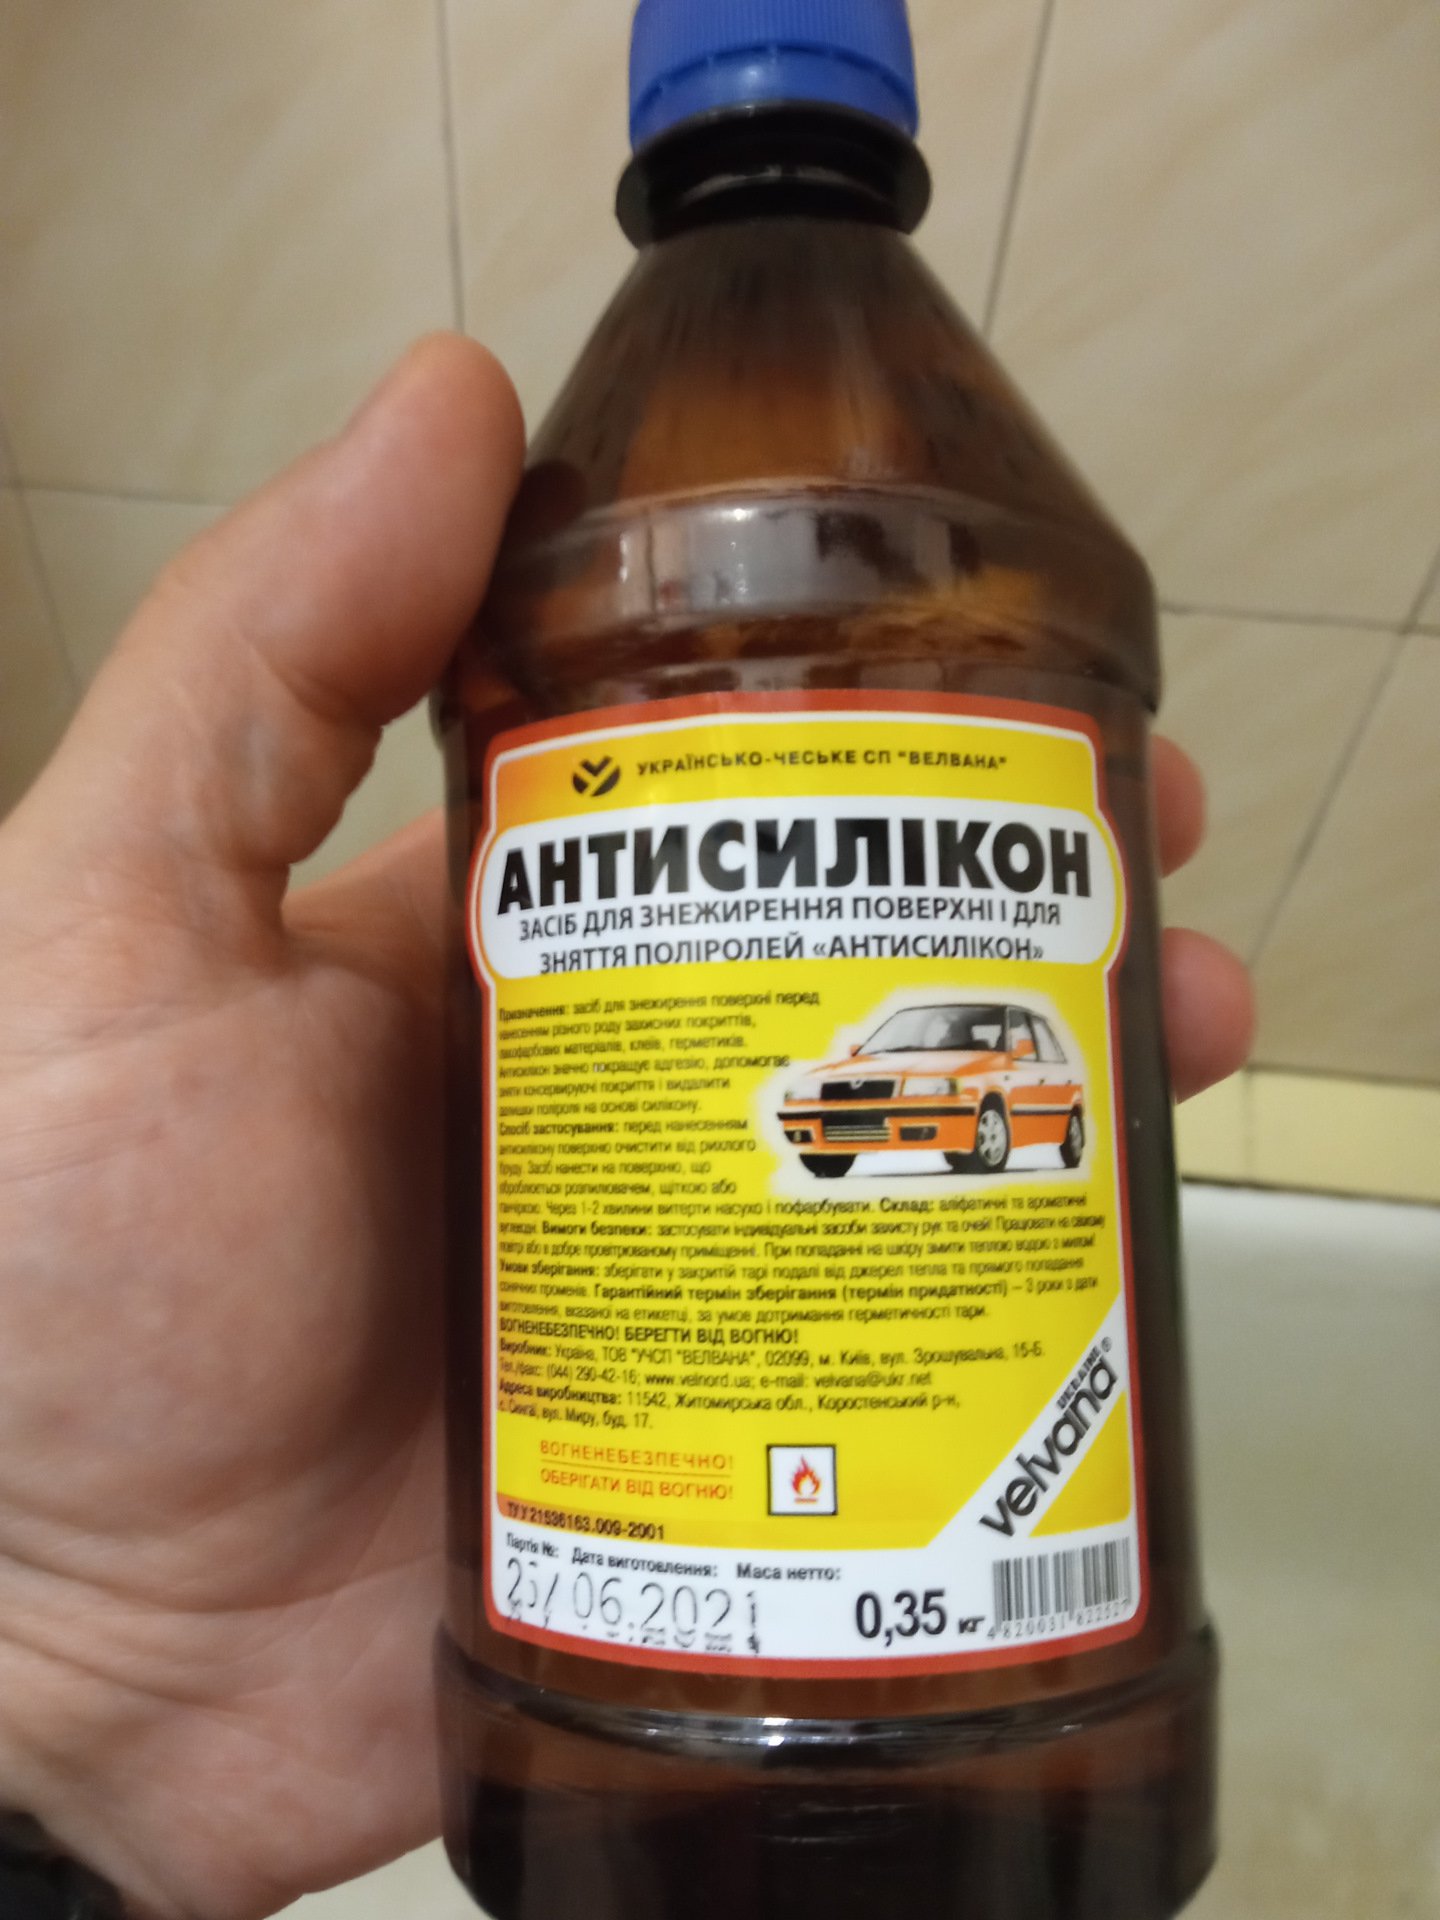 УКРАЇНСЬКО-ЧЕСЬКЕ СП "ВЕЛВАНА"
АНТИСИЛІКОН
ЗАСІБ ДЛЯ ЗНЕЖИРЕННЯ ПОВЕРХНІ І ДЛЯ
ЗНЯТТЯ ПОЛІРОЛЕЙ «АНТИСИЛІКОН»
Призначення: засіб для знежирення поверхні перед
нанесенням різного роду захисних покриттів,
лакофарбових матеріалів, клеїв, герметиків.
Антисилікон значно покращує адгезію, допомагає
зняти консервируючі покриття і видалити
залишки поліроля на основі силікону.
Спосіб застосування: перед нанесенням
антисилікону поверхню очистити від рихлого
бруду. Засіб нанести на поверхню, що
обробляється розпилювачем, щіткою або
ганчіркою. Через 1-2 хвилини витерти насухо і пофарбувати. Склад: аліфатичні та ароматичні
вуглеводні. Вимоги безпеки: застосувати індивідуальні засоби захисту рук та очей! Працювати на свіжому
повітрі або в добре провітрюваному приміщенні. При попаданні на шкіру змити теплою водою з милом!
Умови зберігання: зберігати у закритій тарі подалі від джерел тепла та прямого попадання
сонячних променів. Гарантійний термін зберігання (термін придатності) – 3 роки з дати
виготовлення, вказаної на етикетці, за умов дотримання герметичності тари.
ВОГНЕНЕБЕЗПЕЧНО! БЕРЕГТИ ВІД ВОГНЮ!
Виробник: Україна, ТОВ "УЧСП "ВЕЛВАНА", 02099, м. Київ, вул. Зрошувальна, 15-Б.
Тел./факс: (044) 290-42-16; www.velnord.ua; e-mail: velvana@ukr.net
Адреса виробництва: 11542, Житомирська обл., Коростенський р-н,
с. Сингаї, вул. Миру, буд. 17.
ВОГНЕНЕБЕЗПЕЧНО!
ОБЕРІГАТИ ВІД ВОГНЮ!
velvana®
UKRAINE
ТУ У 21536163.009-2001
Партія №: Дата виготовлення: Маса нетто:
06.2021
0,35 кг
4820031822527